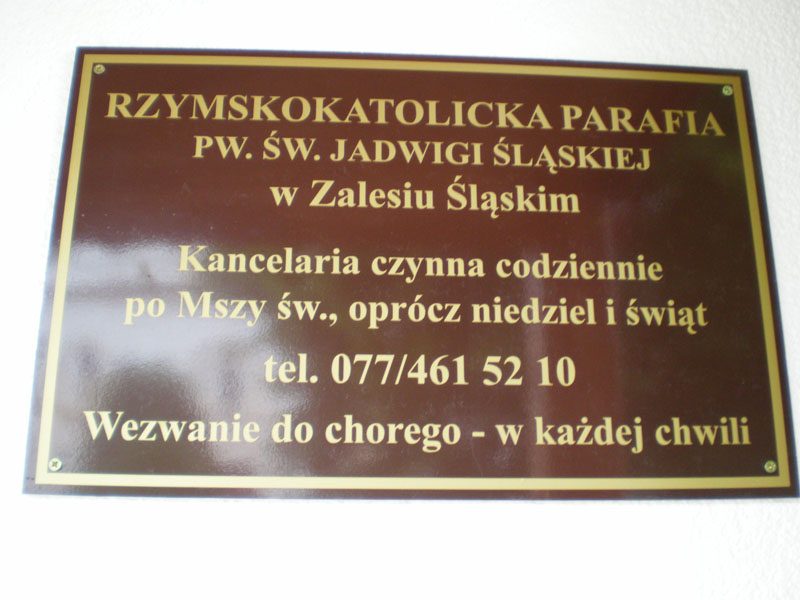 RZYMSKOKATOLICKA PARAFIA
PW. ŚW. JADWIGI ŚLĄSKIEJ
w Zalesiu Śląskim
Kancelaria czynna codziennie
po Mszy św., oprócz niedziel i świąt
tel. 077/461 52 10
Wezwanie do chorego - w każdej chwili